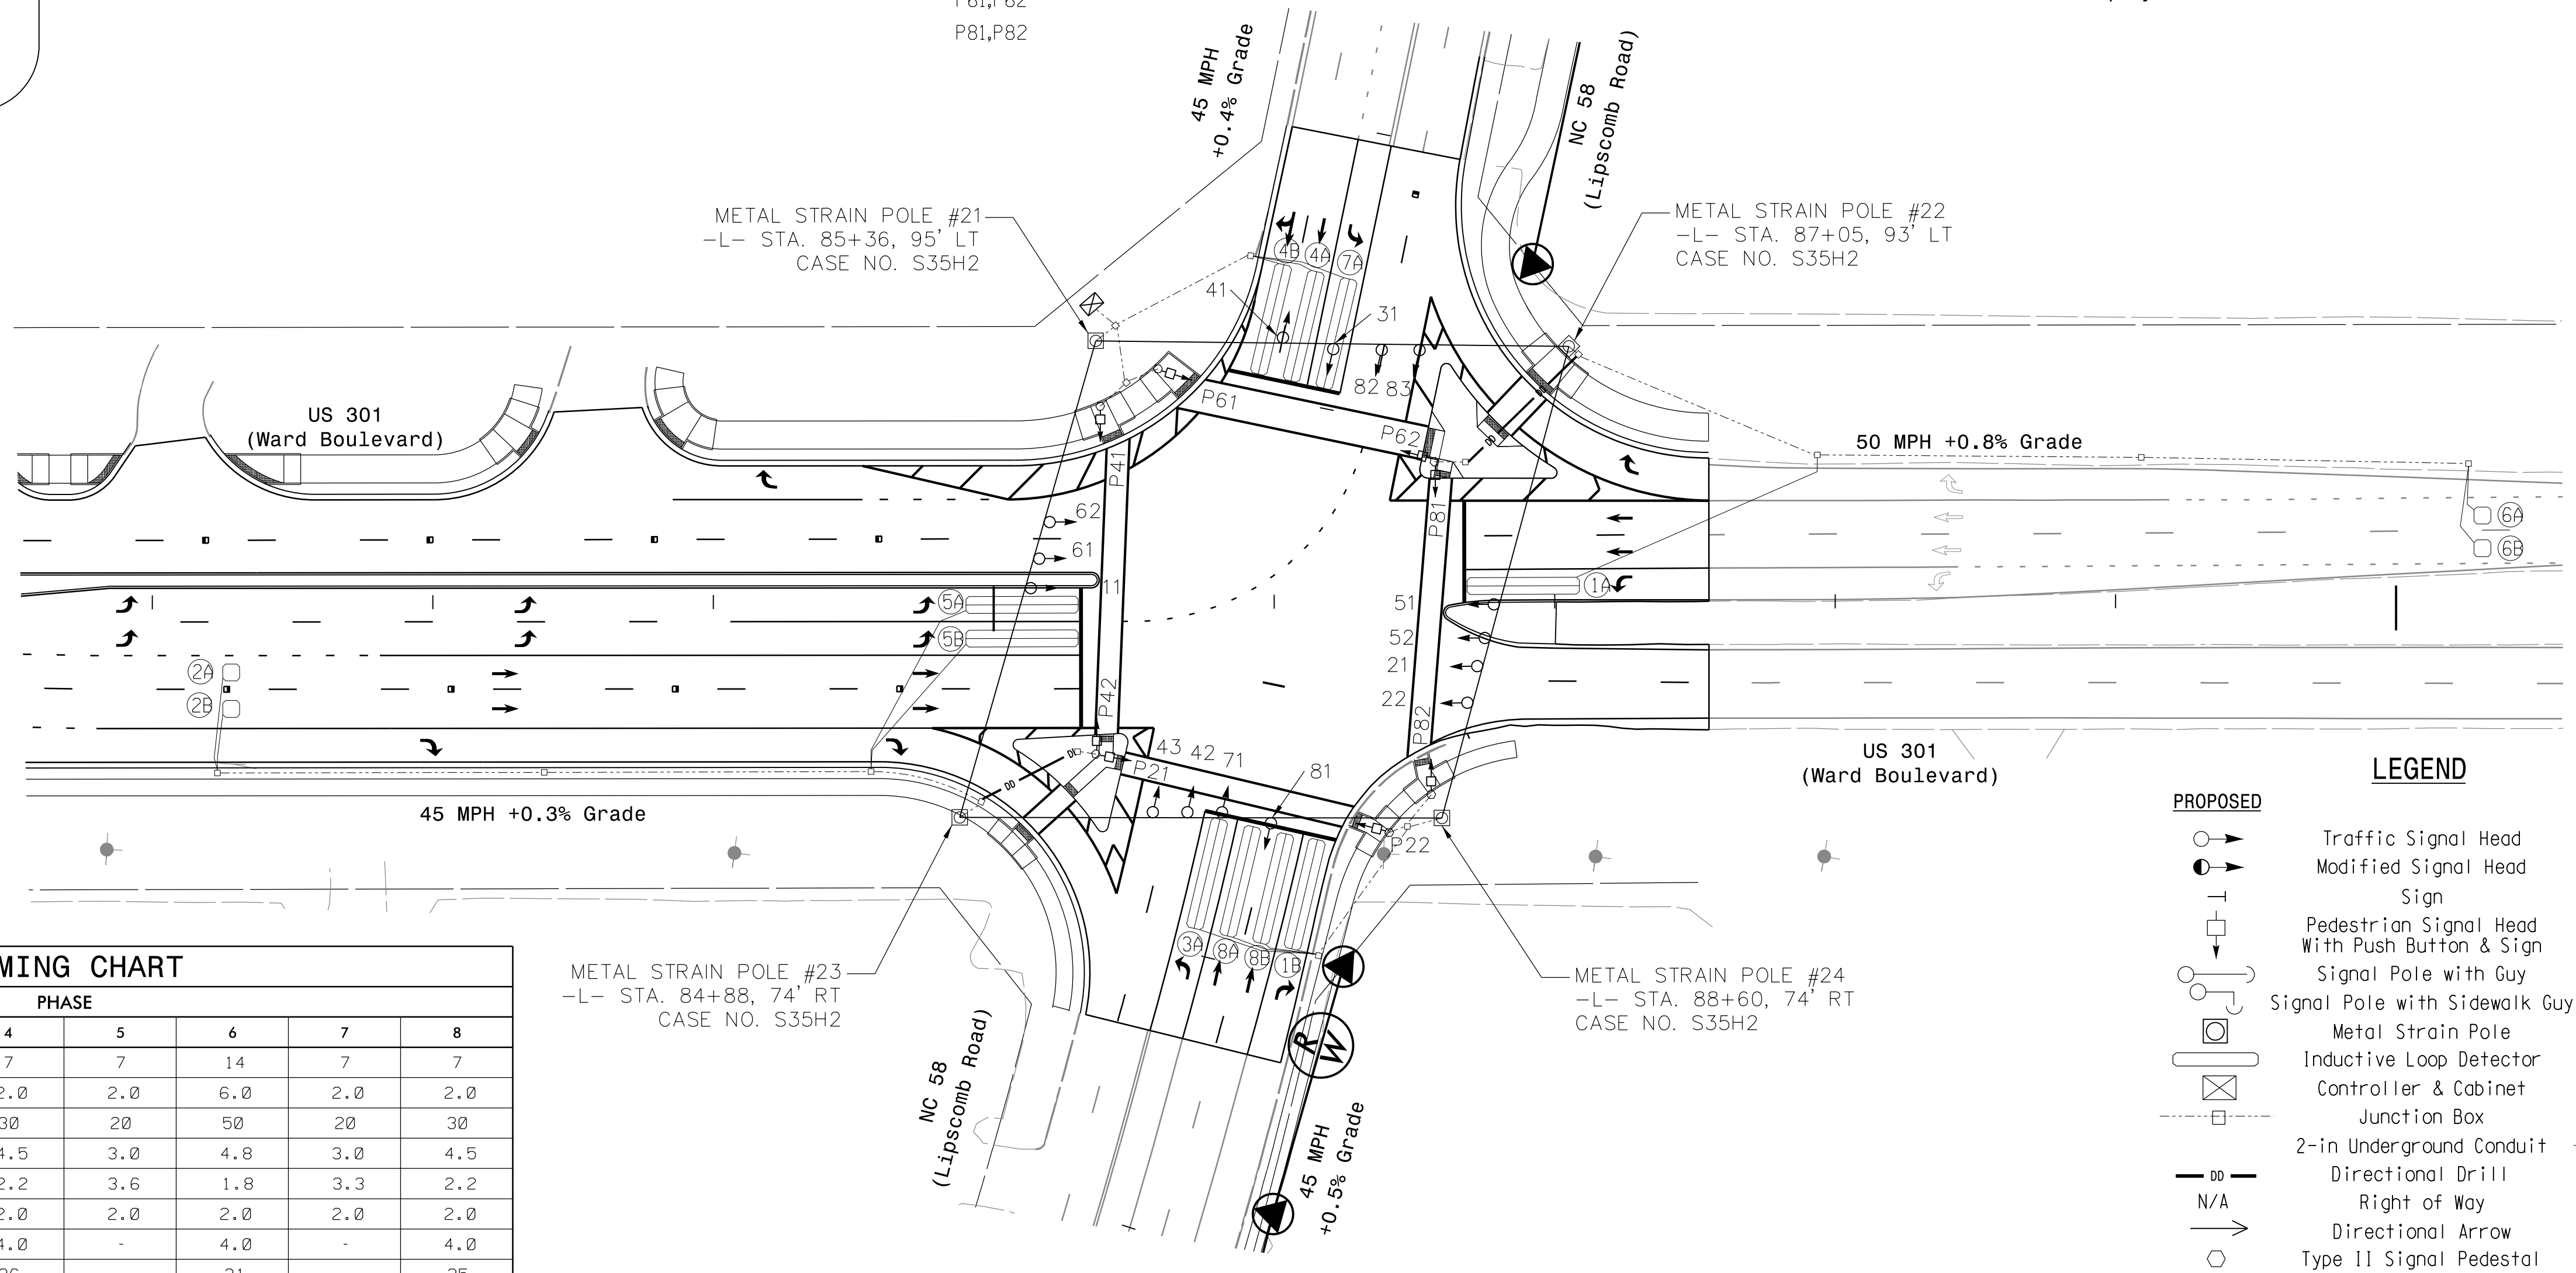 P61,P62
P81,P82
45 MPH
+0.4% Grade
NC 58
(Lipscomb Road)
METAL STRAIN POLE #21
-L- STA. 85+36, 95' LT
CASE NO. S35H2
METAL STRAIN POLE #22
-L- STA. 87+05, 93' LT
CASE NO. S35H2
4B
4A
7A
41
31
82
83
US 301
(Ward Boulevard)
P61
P62
50 MPH +0.8% Grade
P41
P81
62
61
11
6A
6B
1A
5A
5B
51
52
21
22
2A
2B
P42
P82
43
42
71
81
P21
P22
DD
DD
DD
45 MPH +0.3% Grade
US 301
(Ward Boulevard)
3A
8A
8B
1B
METAL STRAIN POLE #23
-L- STA. 84+88, 74' RT
CASE NO. S35H2
METAL STRAIN POLE #24
-L- STA. 88+60, 74' RT
CASE NO. S35H2
R
W
NC 58
(Lipscomb Road)
45 MPH
+0.5% Grade
MING CHART
PHASE
4 5 6 7 8
7 7 14 7 7
2.0 2.0 6.0 2.0 2.0
30 20 50 20 30
4.5 3.0 4.8 3.0 4.5
2.2 3.6 1.8 3.3 2.2
2.0 2.0 2.0 2.0 2.0
4.0 - 4.0 - 4.0
LEGEND
PROPOSED
Traffic Signal Head
Modified Signal Head
Sign
Pedestrian Signal Head
With Push Button & Sign
Signal Pole with Guy
Signal Pole with Sidewalk Guy
Metal Strain Pole
Inductive Loop Detector
Controller & Cabinet
Junction Box
2-in Underground Conduit
DD Directional Drill
N/A Right of Way
Directional Arrow
Type II Signal Pedestal